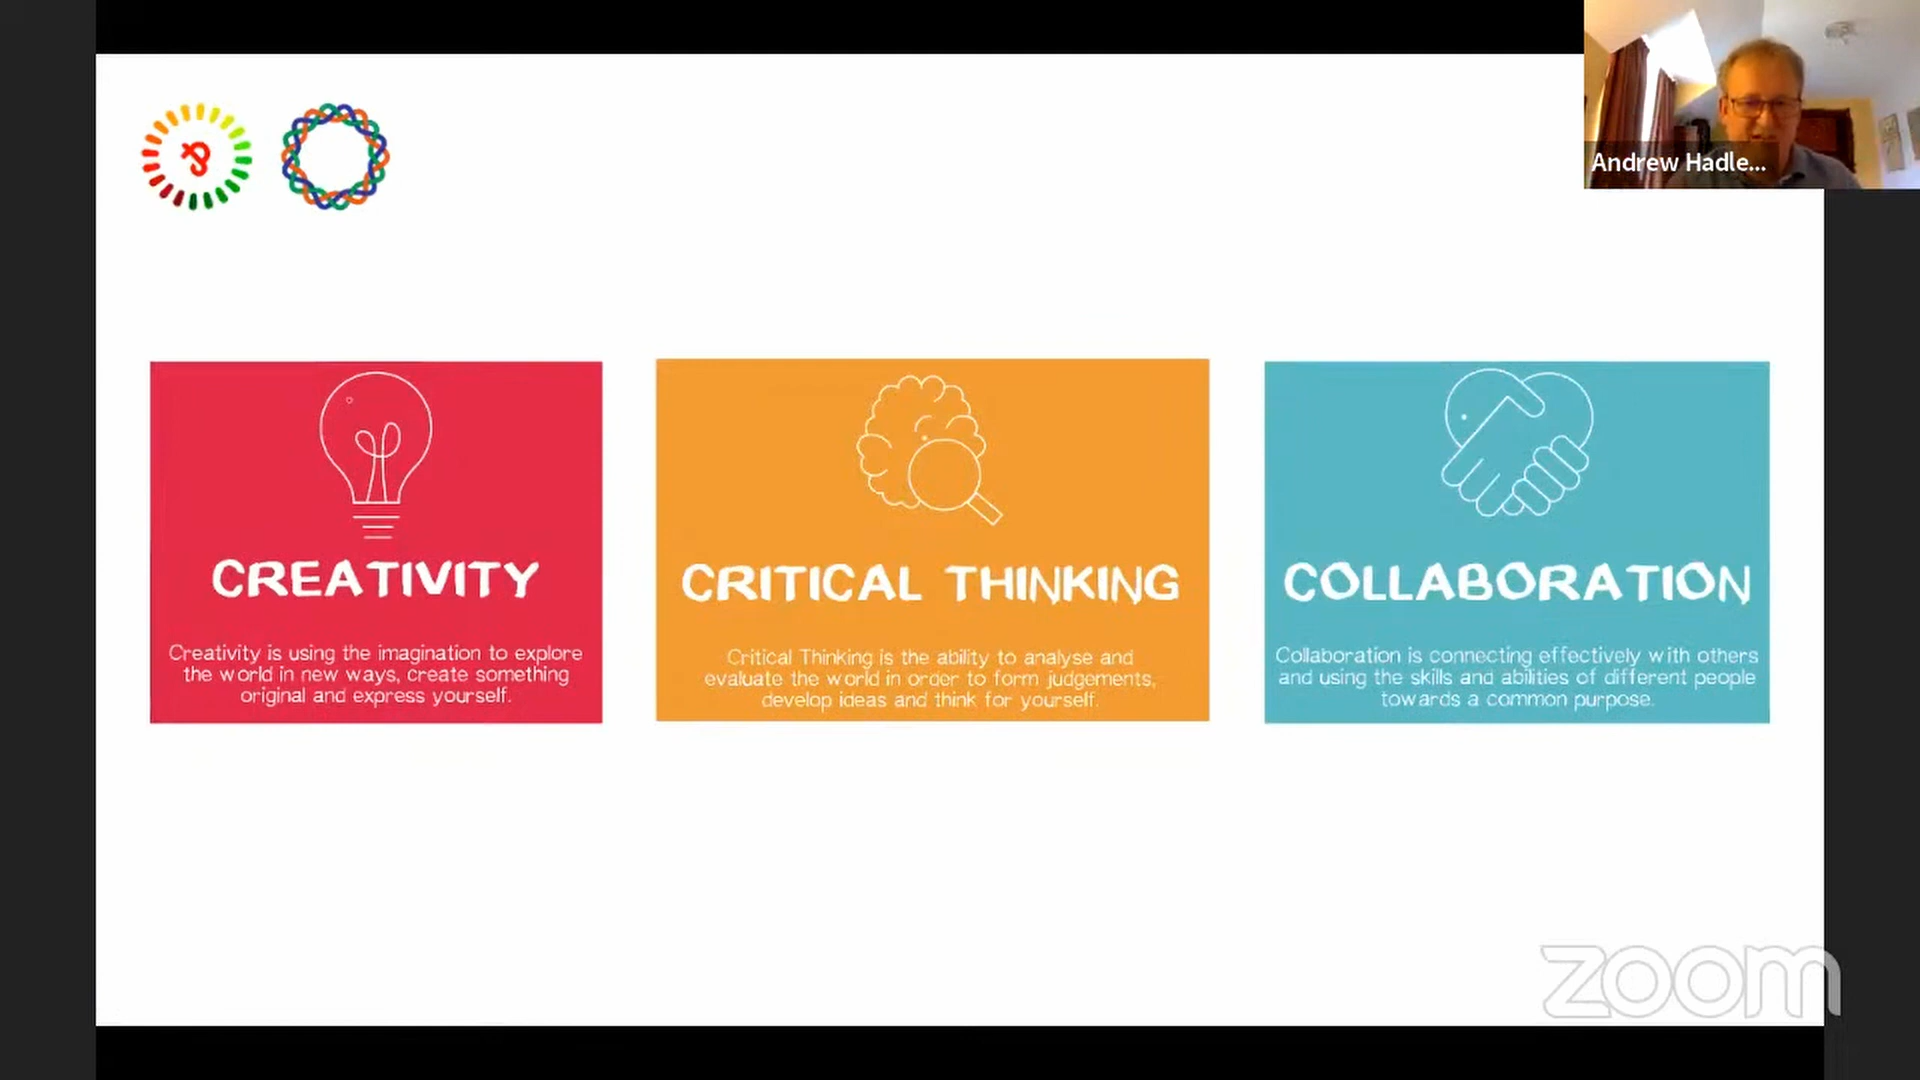 Andrew Hadle...
CREATIVITY
Creativity is using the imagination to explore
the world in new ways, create something
original and express yourself.
CRITICAL THINKING
Critical Thinking is the ability to analyse and
evaluate the world in order to form judgements,
develop ideas and think for yourself.
COLLABORATION
Collaboration is connecting effectively with others
and using the skills and abilities of different people
towards a common purpose.
zoom